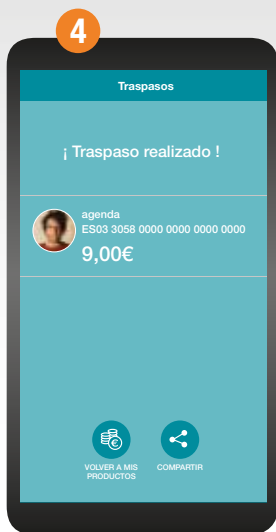 4
Traspasos
¡ Traspaso realizado !
agenda
ES03 3058 0000 0000 0000 0000
9,00€
VOLVER A MIS
PRODUCTOS
COMPARTIR